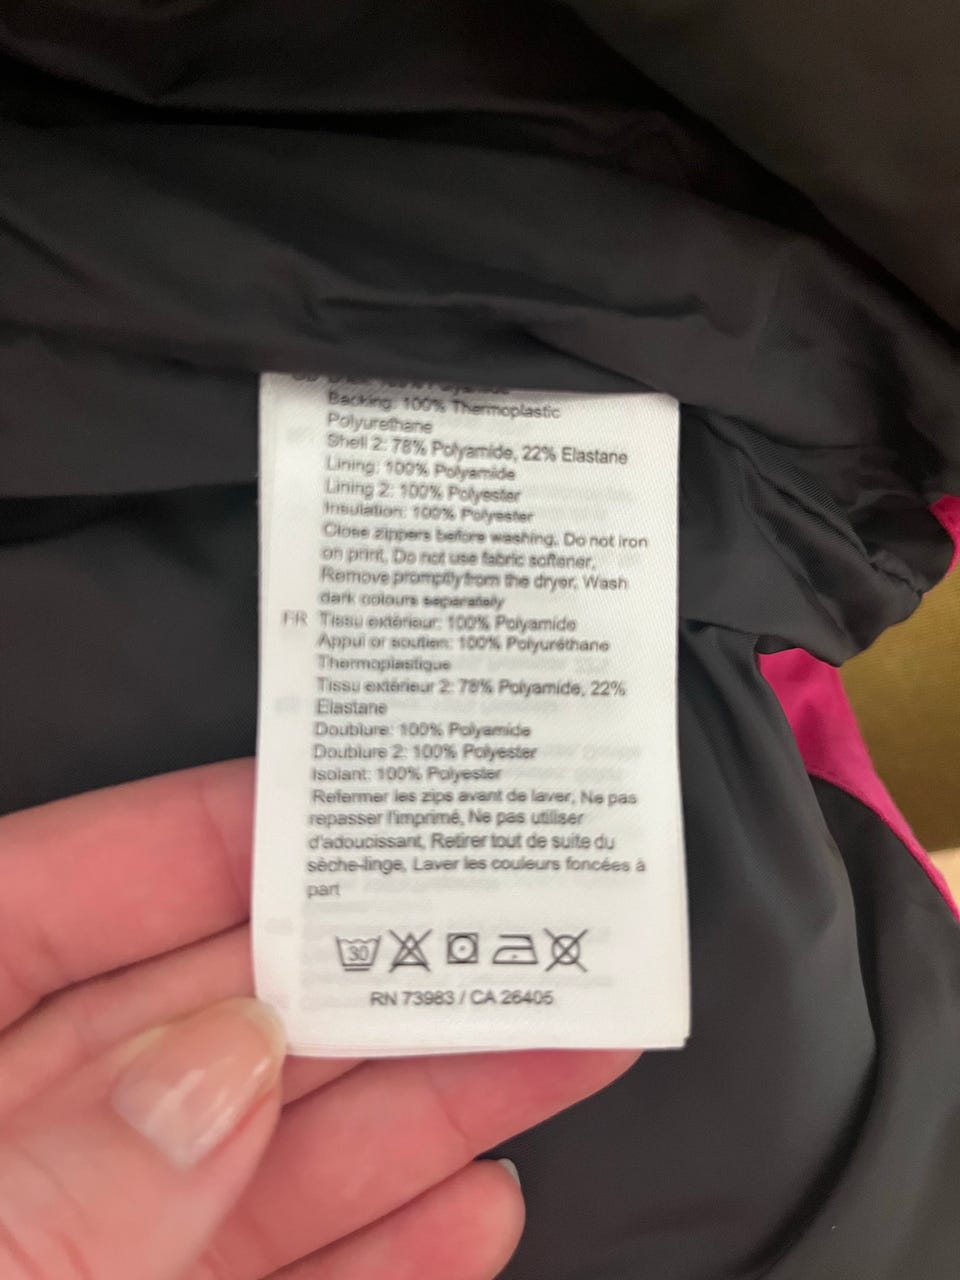 Shell: 100% Polyamide
Backing: 100% Thermoplastic
Polyurethane
Shell 2: 78% Polyamide, 22% Elastane
Lining: 100% Polyamide
Lining 2: 100% Polyester
Insulation: 100% Polyester
Close zippers before washing, Do not iron
on print, Do not use fabric softener,
Remove promptly from the dryer, Wash
dark colours separately
FR Tissu extérieur: 100% Polyamide
Appui or soutien: 100% Polyuréthane
Thermoplastique
Tissu extérieur 2: 78% Polyamide, 22%
Elastane
Doublure: 100% Polyamide
Doublure 2: 100% Polyester
Isolant: 100% Polyester
Refermer les zips avant de laver, Ne pas
repasser l'imprimé, Ne pas utiliser
d'adoucissant, Retirer tout de suite du
sèche-linge, Laver les couleurs foncées à
part
30
RN 73983 / CA 26405